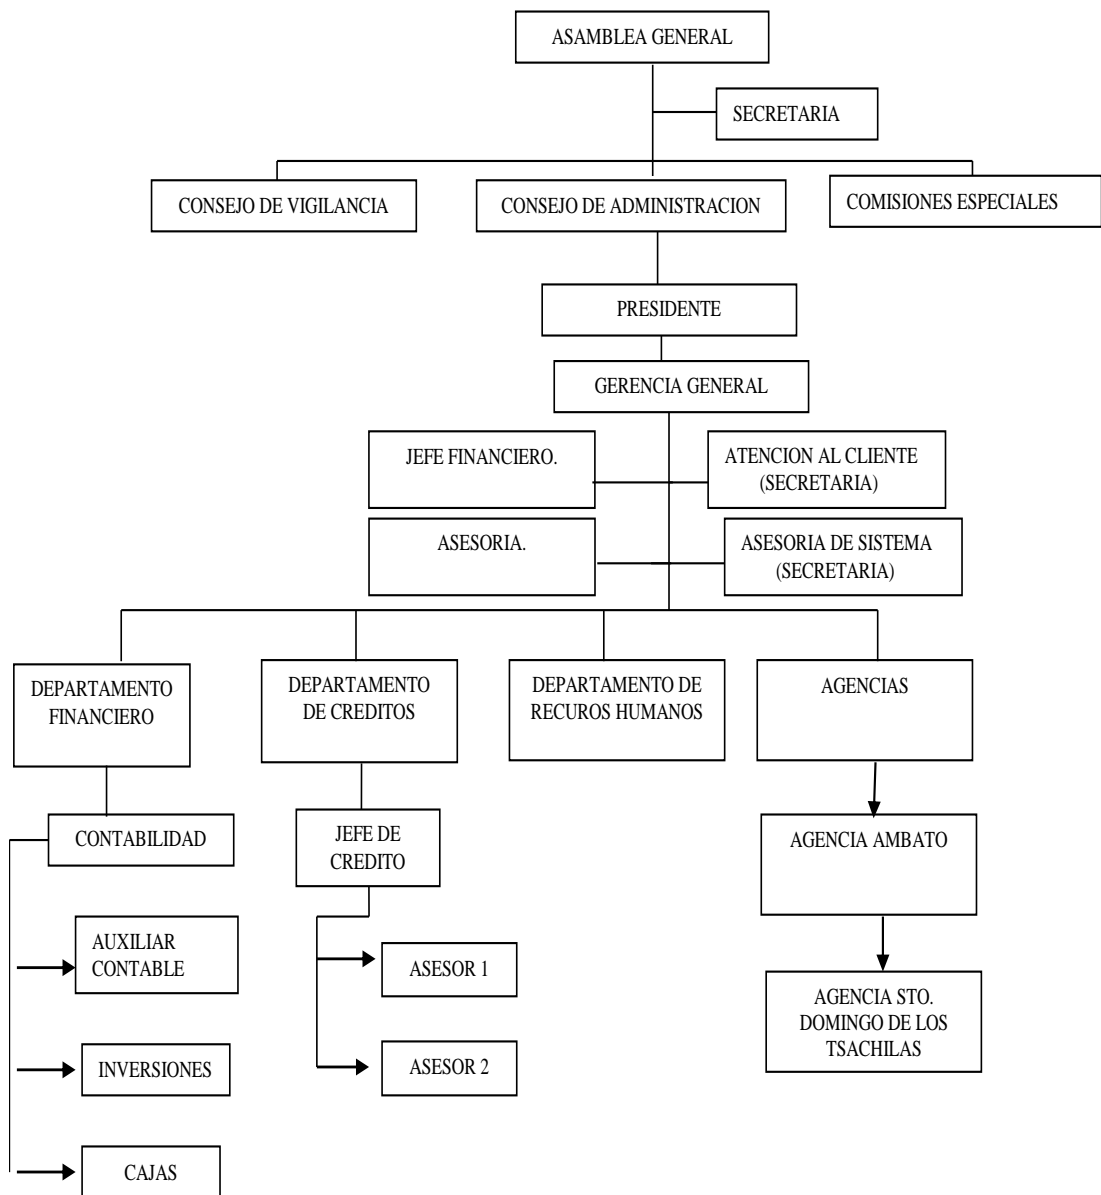 ASAMBLEA GENERAL
SECRETARIA
CONSEJO DE VIGILANCIA
CONSEJO DE ADMINISTRACION
COMISIONES ESPECIALES
PRESIDENTE
GERENCIA GENERAL
JEFE FINANCIERO.
ATENCION AL CLIENTE
(SECRETARIA)
ASESORIA.
ASESORIA DE SISTEMA
(SECRETARIA)
DEPARTAMENTO
FINANCIERO
DEPARTAMENTO
DE CREDITOS
DEPARTAMENTO DE
RECUROS HUMANOS
AGENCIAS
CONTABILIDAD
JEFE DE
CREDITO
AGENCIA AMBATO
AUXILIAR
CONTABLE
ASESOR 1
AGENCIA STO.
DOMINGO DE LOS
TSACHILAS
INVERSIONES
ASESOR 2
CAJAS